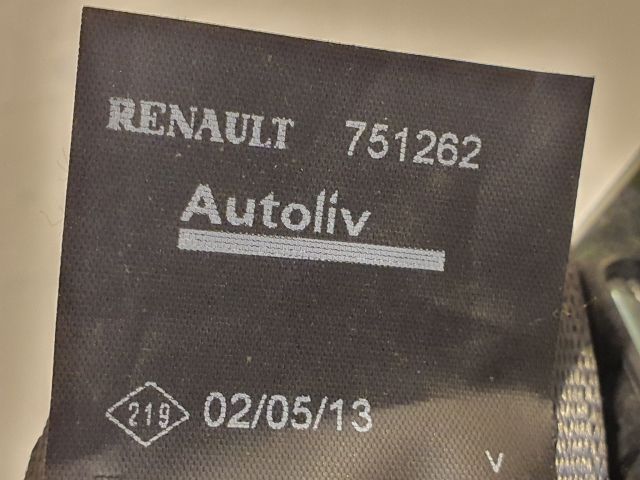 RENAULT 751262
Autoliv
219 02/05/13
V